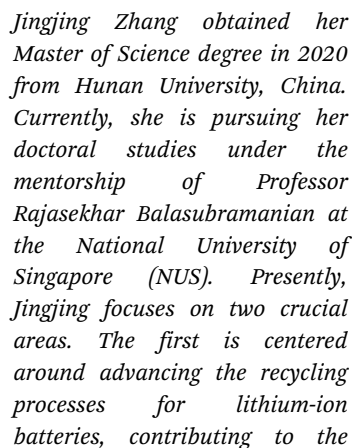 Jingjing Zhang obtained her
Master of Science degree in 2020
from Hunan University, China.
Currently, she is pursuing her
doctoral studies under the
mentorship of Professor
Rajasekhar Balasubramanian at
the National University of
Singapore (NUS). Presently,
Jingjing focuses on two crucial
areas. The first is centered
around advancing the recycling
processes for lithium-ion
batteries, contributing to the